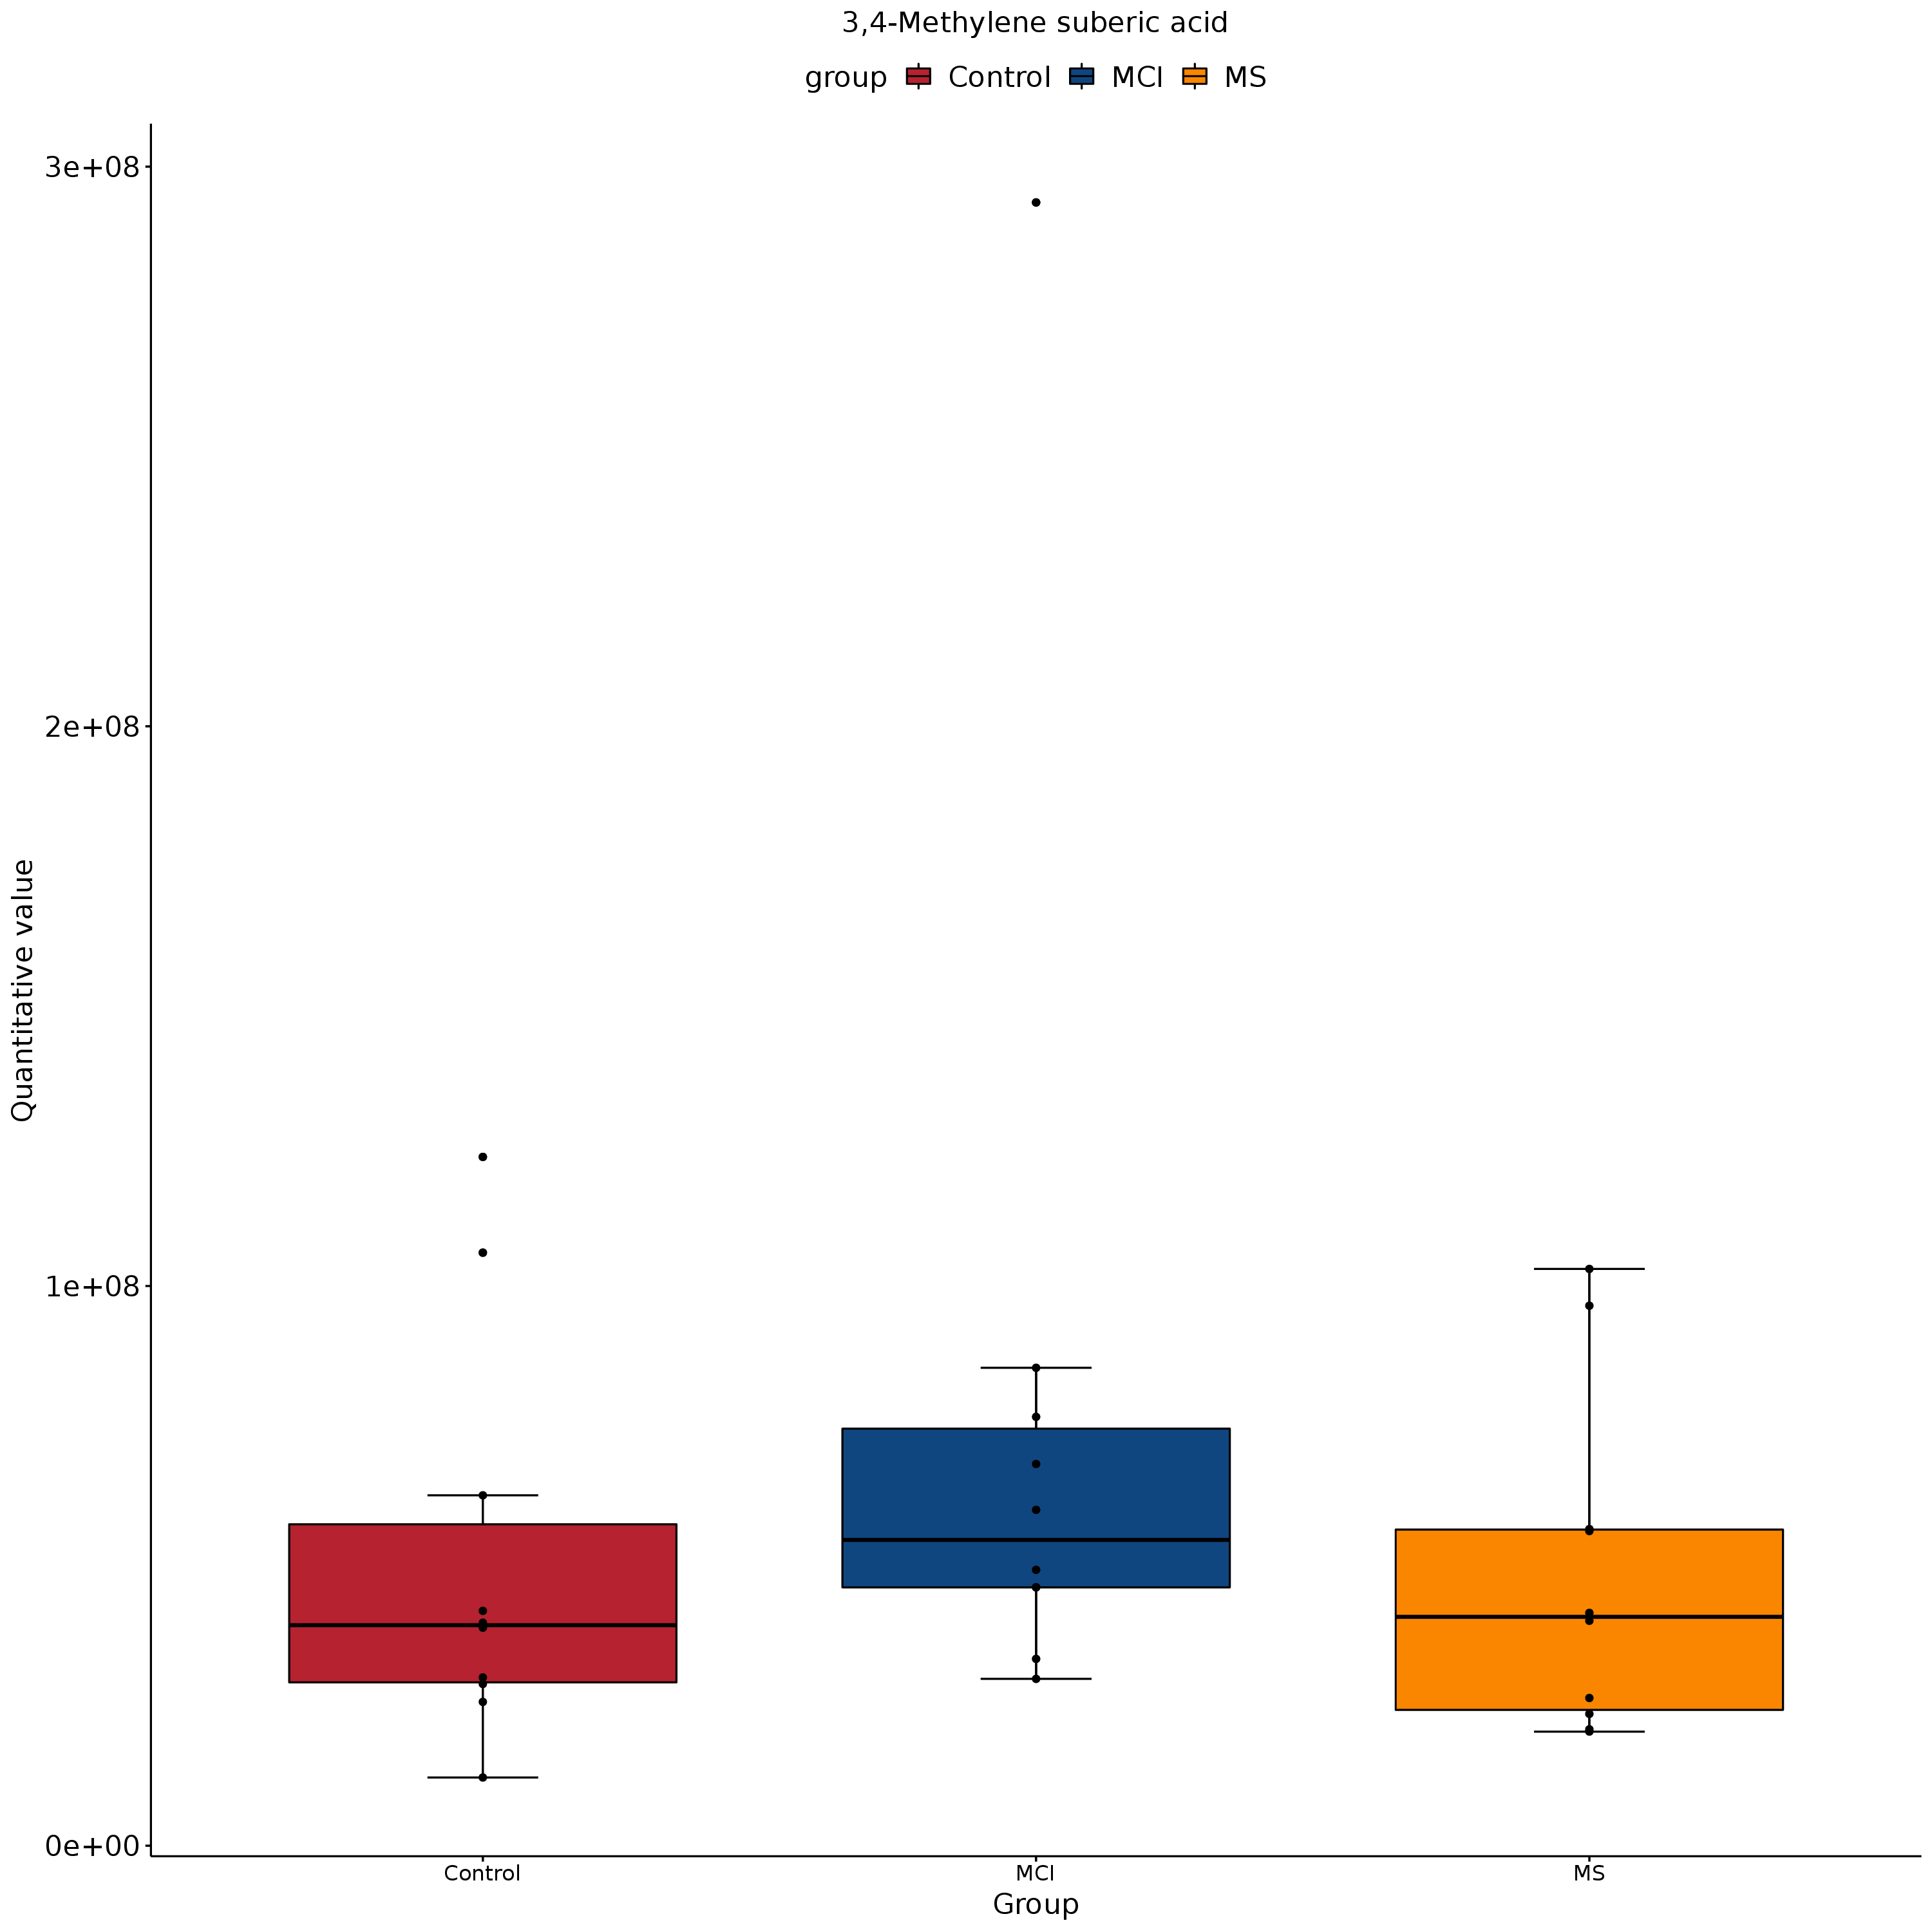 3,4-Methylene suberic acid
group Control MCI MS
3e+08
2e+08
1e+08
0e+00
Quantitative value
Control MCI MS
Group